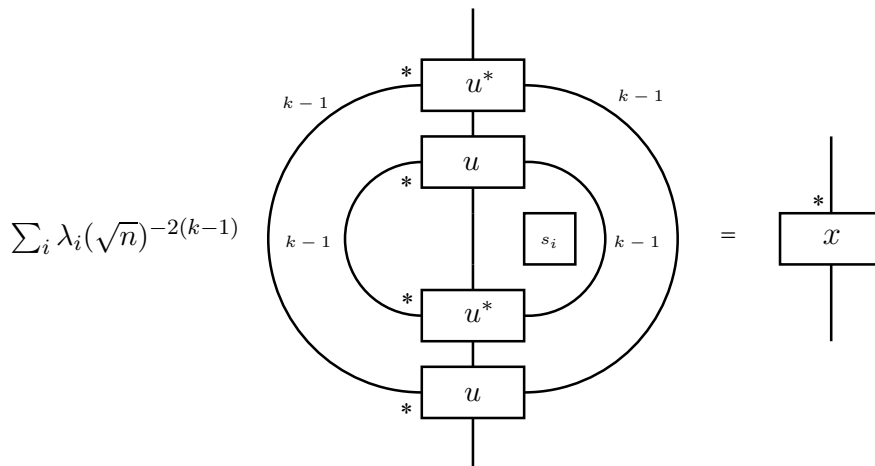 *
u*
k − 1
k − 1
u
*
*
∑_i λ_i(√n)^{−2(k−1)}
k − 1
s_i
k − 1
=
x
*
u*
u
*